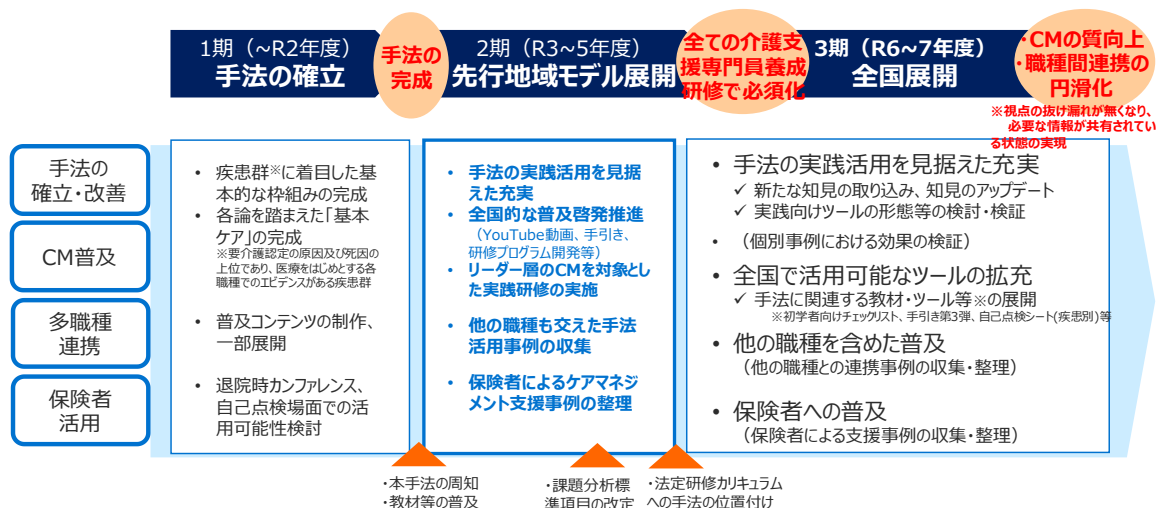 1期（~R2年度）
手法の確立
手法の
完成
2期（R3~5年度）
先行地域モデル展開
全ての介護支
援専門員養成
研修で必須化
3期（R6~7年度）
全国展開
・CMの質向上
・職種間連携の
円滑化
※視点の抜け漏れが無くなり、
必要な情報が共有されてい
る状態の実現
手法の
確立・改善
CM普及
多職種
連携
保険者
活用
・ 疾患群※に着目した基
本的な枠組みの完成
・ 各論を踏まえた「基本
ケア」の完成
※要介護認定の原因及び死因の
上位であり、医療をはじめとする各
職種でのエビデンスがある疾患群
・ 普及コンテンツの制作、
一部展開
・ 退院時カンファレンス、
自己点検場面での活
用可能性検討
・ 手法の実践活用を見据
えた充実
・ 全国的な普及啓発推進
（YouTube動画、手引き、
研修プログラム開発等）
・ リーダー層のCMを対象とし
た実践研修の実施
・ 他の職種も交えた手法
活用事例の収集
・ 保険者によるケアマネジ
メント支援事例の整理
・ 手法の実践活用を見据えた充実
✓ 新たな知見の取り込み、知見のアップデート
✓ 実践向けツールの形態等の検討・検証
・ （個別事例における効果の検証）
・ 全国で活用可能なツールの拡充
✓ 手法に関連する教材・ツール等※の展開
※初学者向けチェックリスト、手引き第3弾、自己点検シート(疾患別)等
・ 他の職種を含めた普及
（他の職種との連携事例の収集・整理）
・ 保険者への普及
（保険者による支援事例の収集・整理）
・本手法の周知
・教材等の普及
・課題分析標
準項目の改定
・法定研修カリキュラム
への手法の位置付け